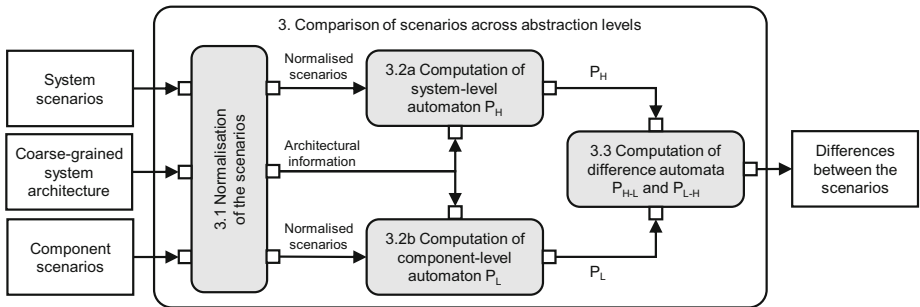 3. Comparison of scenarios across abstraction levels
System
scenarios
Coarse-grained
system
architecture
Component
scenarios
3.1 Normalisation
of the scenarios
Normalised
scenarios
Architectural
information
Normalised
scenarios
3.2a Computation of
system-level
automaton P_H
3.2b Computation of
component-level
automaton P_L
P_H
P_L
3.3 Computation of
difference automata
P_H-L and P_L-H
Differences
between the
scenarios